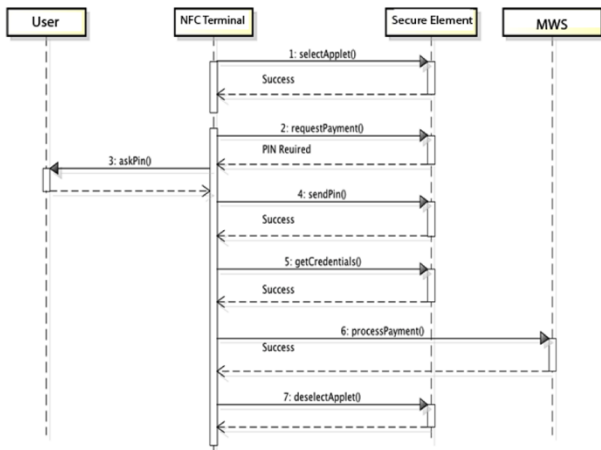 User
NFC Terminal
Secure Element
MWS
1: selectApplet()
Success
2: requestPayment()
PIN Reuired
3: askPin()
4: sendPin()
Success
5: getCredentials()
Success
6: processPayment()
Success
7: deselectApplet()